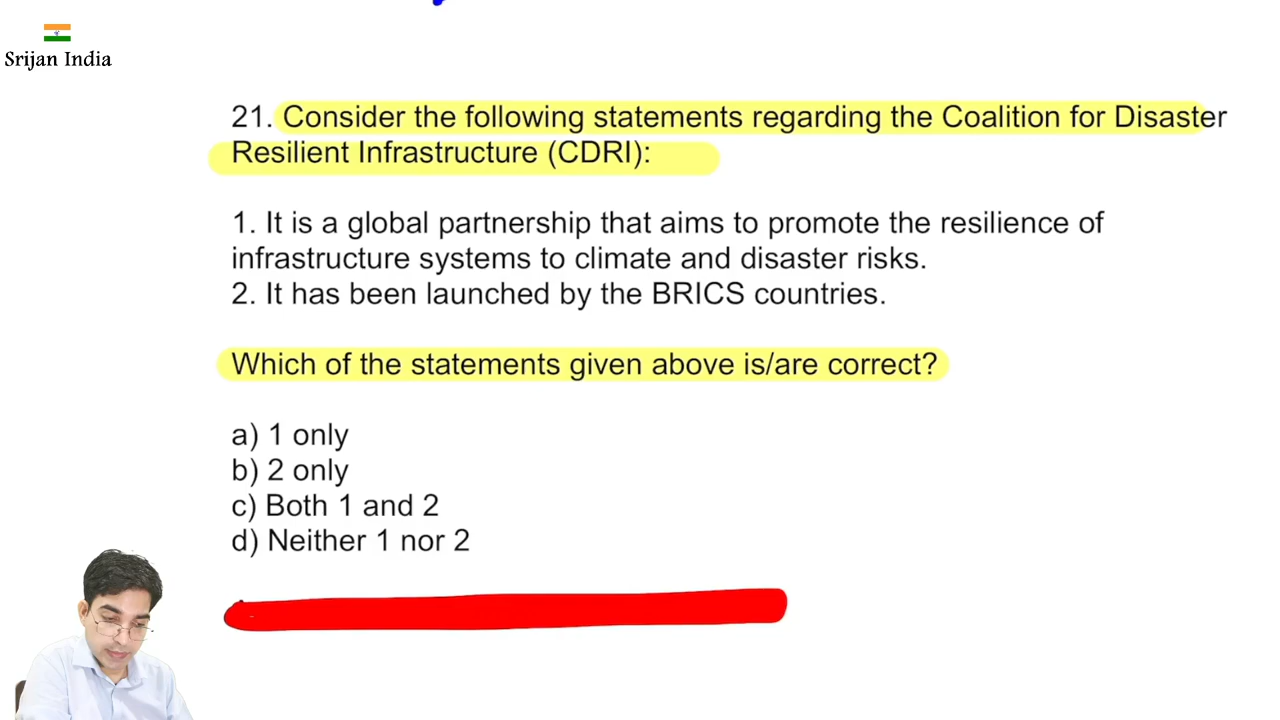 Srijan India
21. Consider the following statements regarding the Coalition for Disaster
Resilient Infrastructure (CDRI):
1. It is a global partnership that aims to promote the resilience of
infrastructure systems to climate and disaster risks.
2. It has been launched by the BRICS countries.
Which of the statements given above is/are correct?
a) 1 only
b) 2 only
c) Both 1 and 2
d) Neither 1 nor 2